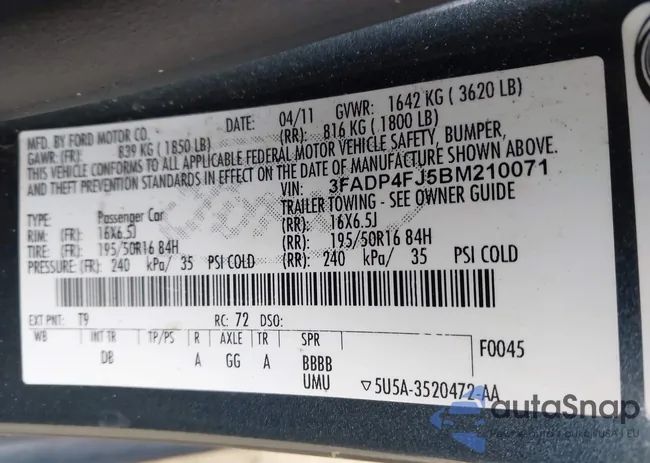 MFD. BY FORD MOTOR CO.
DATE: 04/11 GVWR: 1642 KG ( 3620 LB)
GAWR: (FR): 839 KG (1850 LB) (RR): 816 KG (1800 LB)
THIS VEHICLE CONFORMS TO ALL APPLICABLE FEDERAL MOTOR VEHICLE SAFETY, BUMPER,
AND THEFT PREVENTION STANDARDS IN EFFECT ON THE DATE OF MANUFACTURE SHOWN ABOVE.
VIN: 3FADP4FJ5BM210071
TYPE: Passenger Car TRAILER TOWING - SEE OWNER GUIDE
RIM: (FR): 16X6.5J (RR): 16X6.5J
TIRE: (FR): 195/50R16 84H (RR): 195/50R16 84H
PRESSURE: (FR): 240 kPa/ 35 PSI COLD (RR): 240 kPa/ 35 PSI COLD
EXT PNT: T9 RC: 72 DSO:
WB INT TR TP/PS R AXLE TR SPR F0045
DB A GG A BBBB
UMU ▽5U5A-3520472-AA
autoSnap